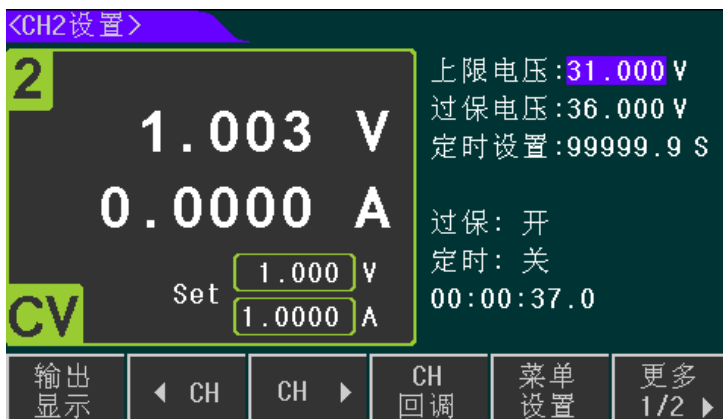 <CH2设置>
2
1.003 V
0.0000 A
Set 1.000 V
1.0000 A
CV
上限电压:31.000 V
过保电压:36.000 V
定时设置:99999.9 S
过保: 开
定时: 关
00:00:37.0
输出
显示
◀ CH
CH ▶
CH
回调
菜单
设置
更多
1/2 ▶